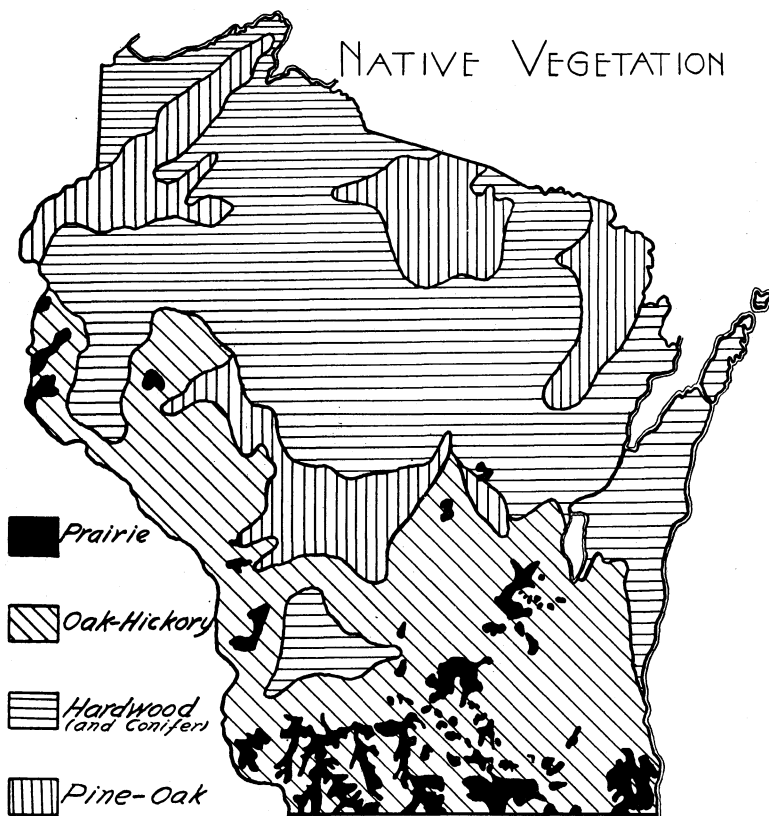 NATIVE VEGETATION
Prairie
Oak-Hickory
Hardwood
(and Conifer)
Pine-Oak